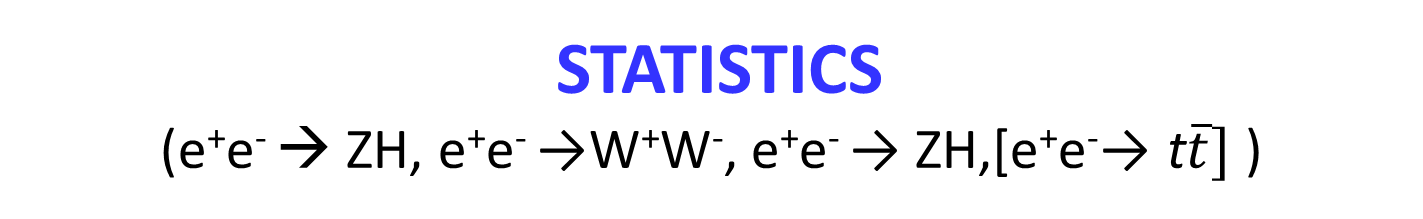 STATISTICS
(e⁺e⁻ → ZH, e⁺e⁻ →W⁺W⁻, e⁺e⁻ → ZH,[e⁺e⁻→ tt̅] )